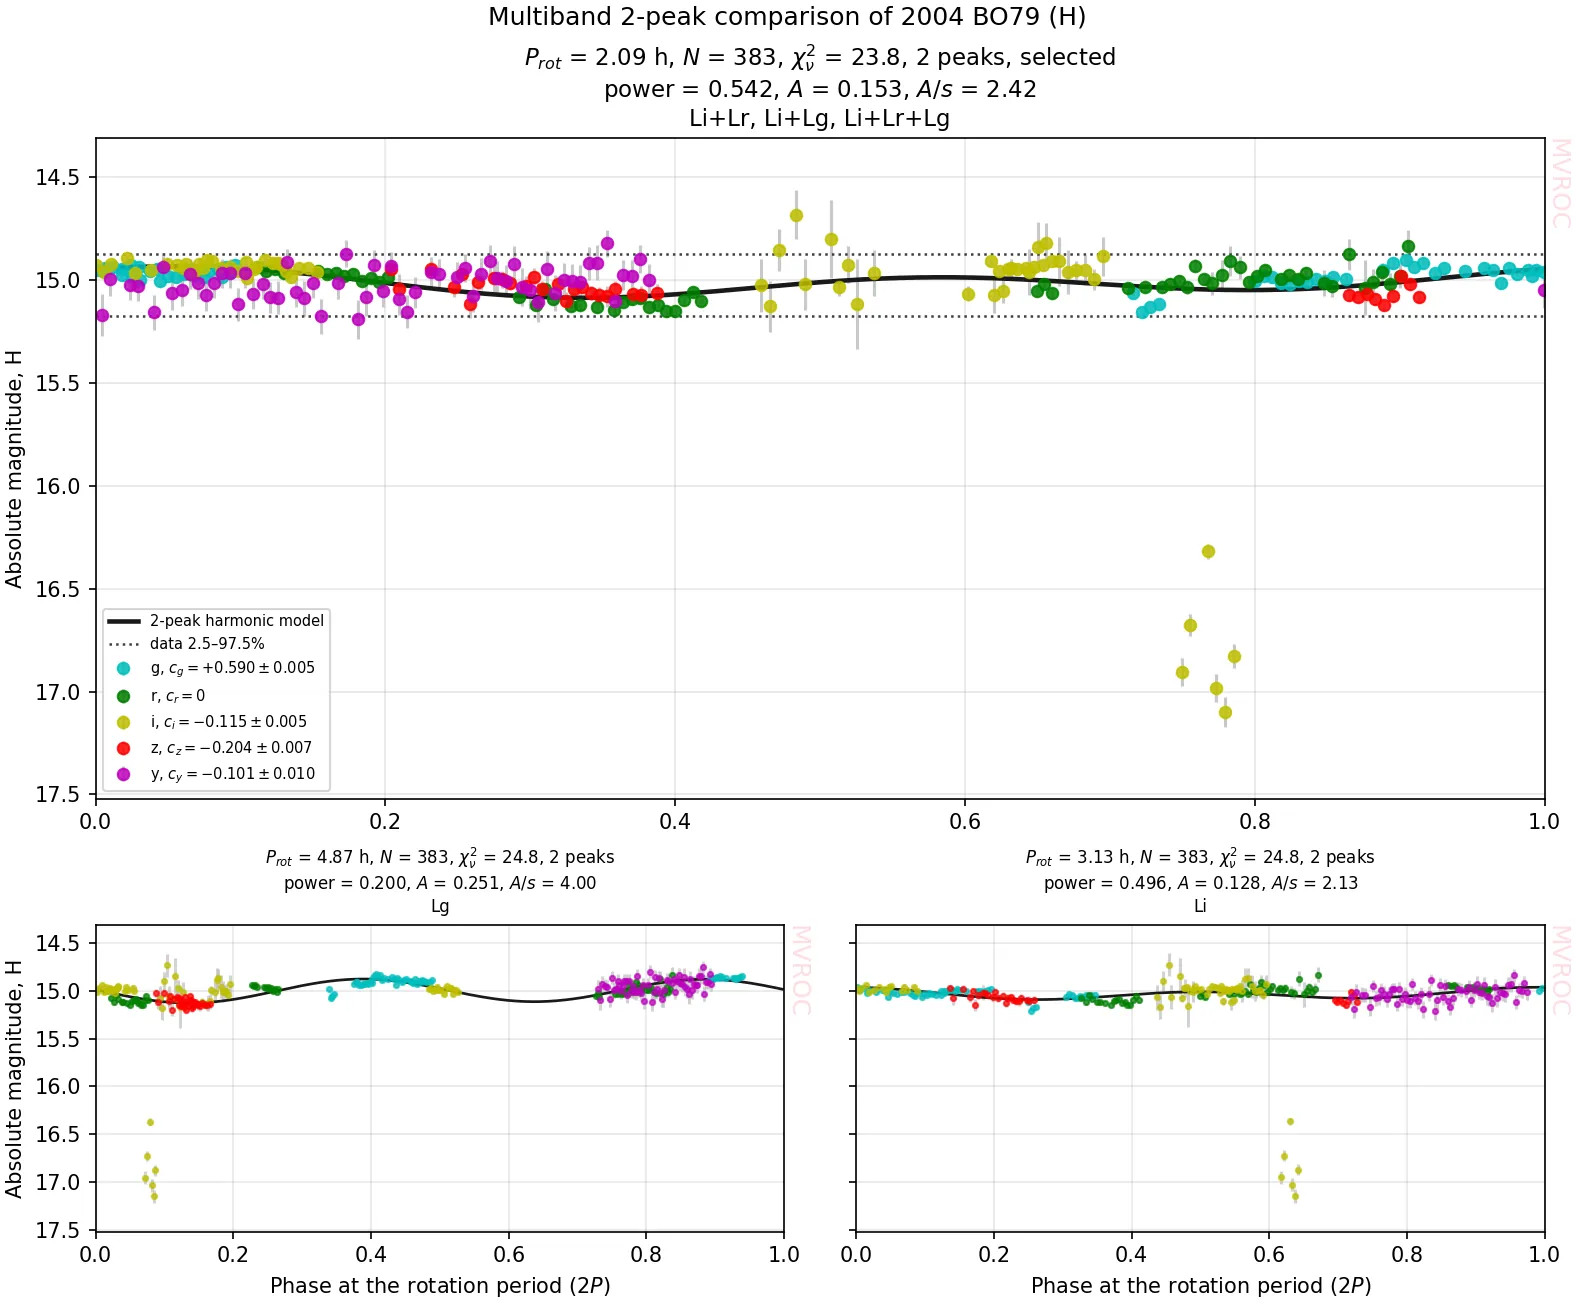 Multiband 2-peak comparison of 2004 BO79 (H)
P_rot = 2.09 h, N = 383, χ²_ν = 23.8, 2 peaks, selected
power = 0.542, A = 0.153, A/s = 2.42
Li+Lr, Li+Lg, Li+Lr+Lg
MVROC
Absolute magnitude, H
14.5
15.0
15.5
16.0
16.5
17.0
17.5
2-peak harmonic model
data 2.5–97.5%
g, c_g = +0.590 ± 0.005
r, c_r = 0
i, c_i = −0.115 ± 0.005
z, c_z = −0.204 ± 0.007
y, c_y = −0.101 ± 0.010
0.0 0.2 0.4 0.6 0.8 1.0
P_rot = 4.87 h, N = 383, χ²_ν = 24.8, 2 peaks
power = 0.200, A = 0.251, A/s = 4.00
Lg
MVROC
Absolute magnitude, H
14.5
15.0
15.5
16.0
16.5
17.0
17.5
0.0 0.2 0.4 0.6 0.8 1.0
Phase at the rotation period (2P)
P_rot = 3.13 h, N = 383, χ²_ν = 24.8, 2 peaks
power = 0.496, A = 0.128, A/s = 2.13
Li
MVROC
0.0 0.2 0.4 0.6 0.8 1.0
Phase at the rotation period (2P)